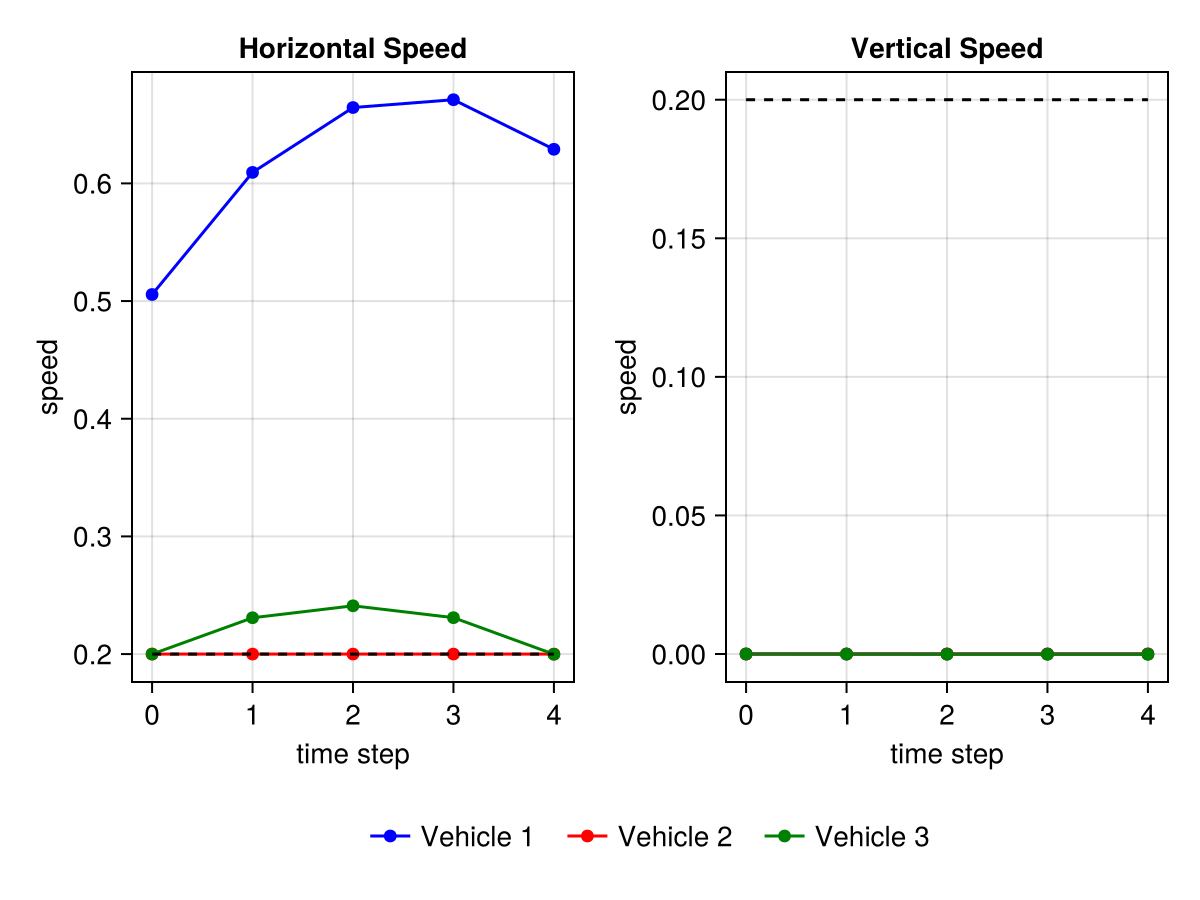 Horizontal Speed
speed
0.6
0.5
0.4
0.3
0.2
0
1
2
3
4
time step
Vertical Speed
speed
0.20
0.15
0.10
0.05
0.00
0
1
2
3
4
time step
Vehicle 1
Vehicle 2
Vehicle 3